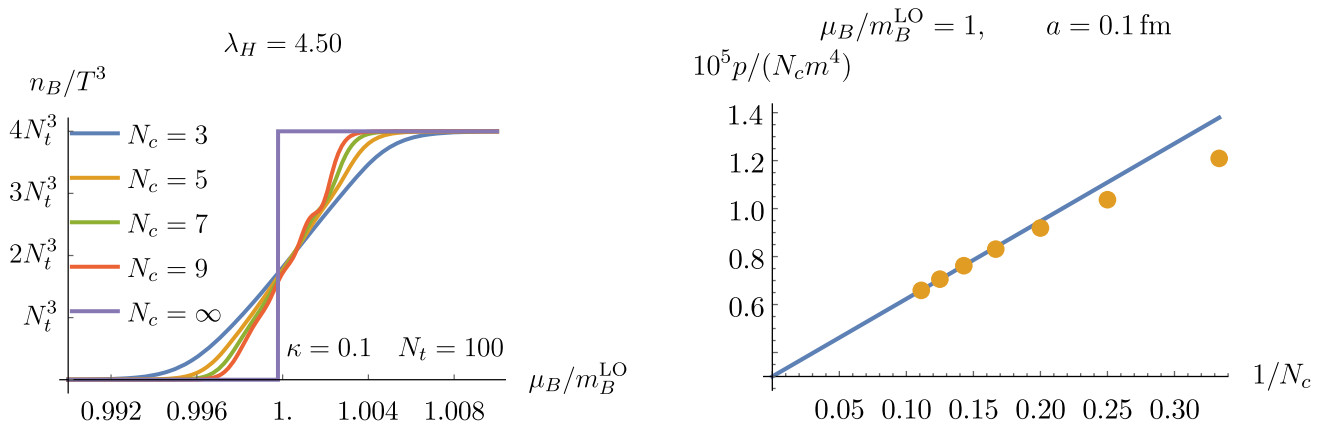 λ_H = 4.50
n_B/T^3
4N_t^3
3N_t^3
2N_t^3
N_t^3
N_c = 3
N_c = 5
N_c = 7
N_c = 9
N_c = ∞
κ = 0.1 N_t = 100
μ_B/m_B^LO
0.992 0.996 1. 1.004 1.008
μ_B/m_B^LO = 1, a = 0.1 fm
10^5 p/(N_c m^4)
1.4
1.2
1.0
0.8
0.6
1/N_c
0.05 0.10 0.15 0.20 0.25 0.30